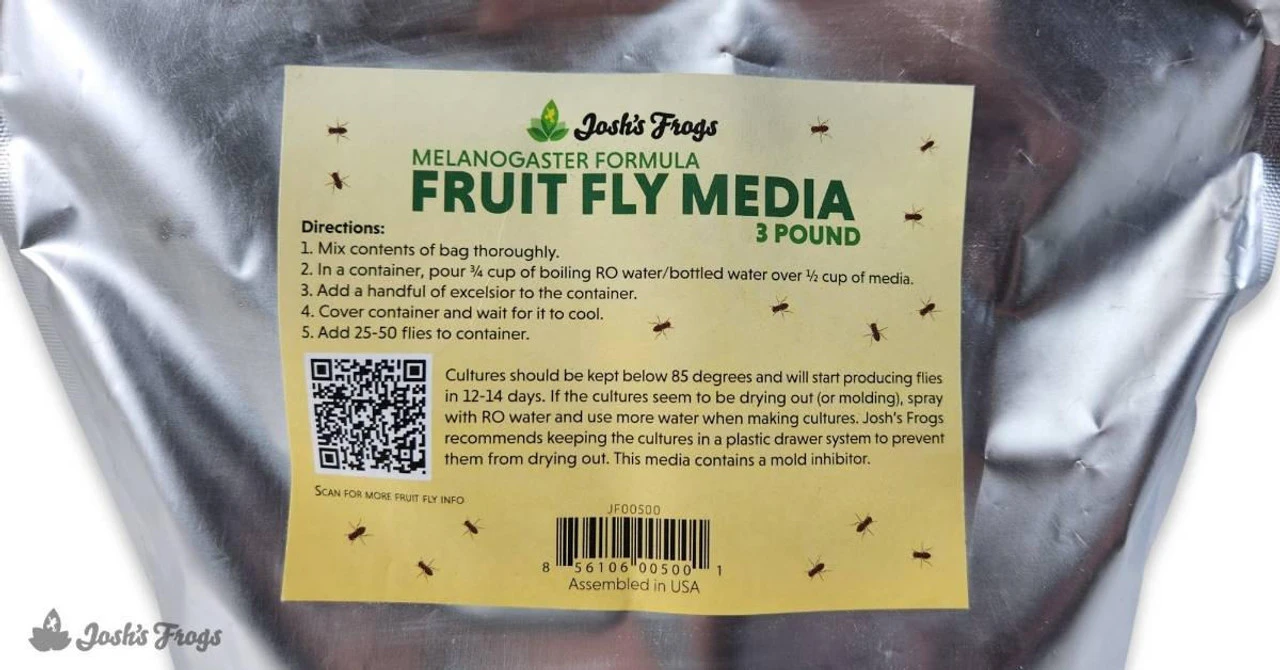 Josh's Frogs
MELANOGASTER FORMULA
FRUIT FLY MEDIA
3 POUND
Directions:
1. Mix contents of bag thoroughly.
2. In a container, pour ¾ cup of boiling RO water/bottled water over ½ cup of media.
3. Add a handful of excelsior to the container.
4. Cover container and wait for it to cool.
5. Add 25-50 flies to container.
Cultures should be kept below 85 degrees and will start producing flies
in 12-14 days. If the cultures seem to be drying out (or molding), spray
with RO water and use more water when making cultures. Josh's Frogs
recommends keeping the cultures in a plastic drawer system to prevent
them from drying out. This media contains a mold inhibitor.
SCAN FOR MORE FRUIT FLY INFO
JF00500
8 56106 00500 1
Assembled in USA
Josh's Frogs